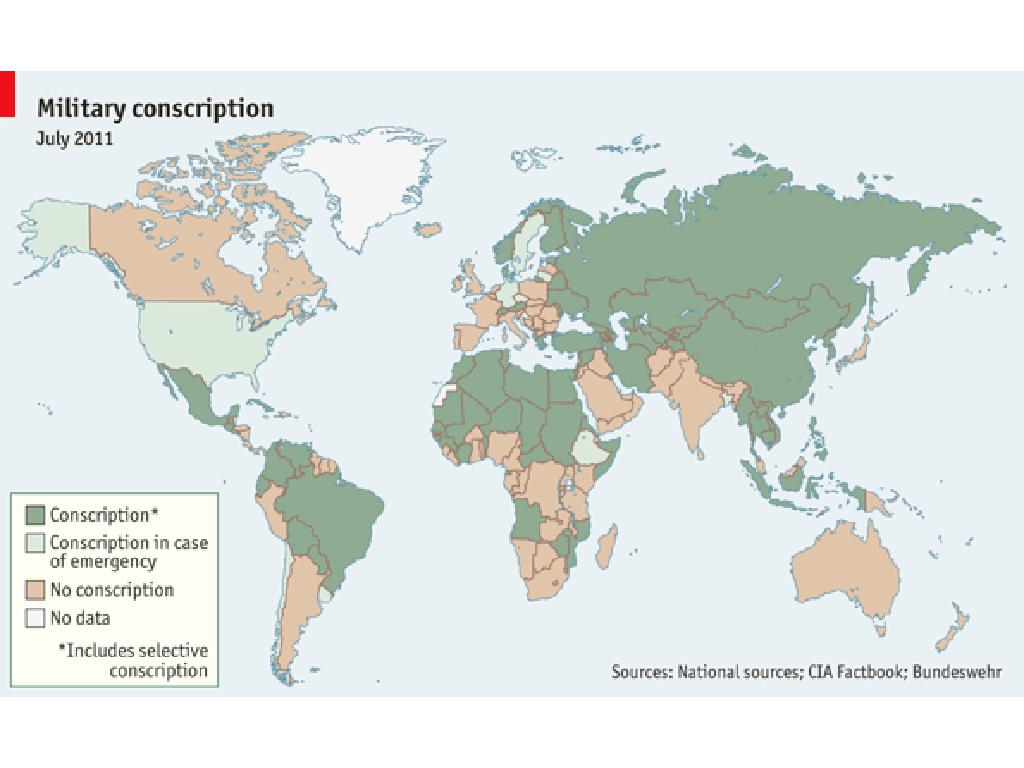 Military conscription
July 2011
Conscription*
Conscription in case
of emergency
No conscription
No data
*Includes selective
conscription
Sources: National sources; CIA Factbook; Bundeswehr